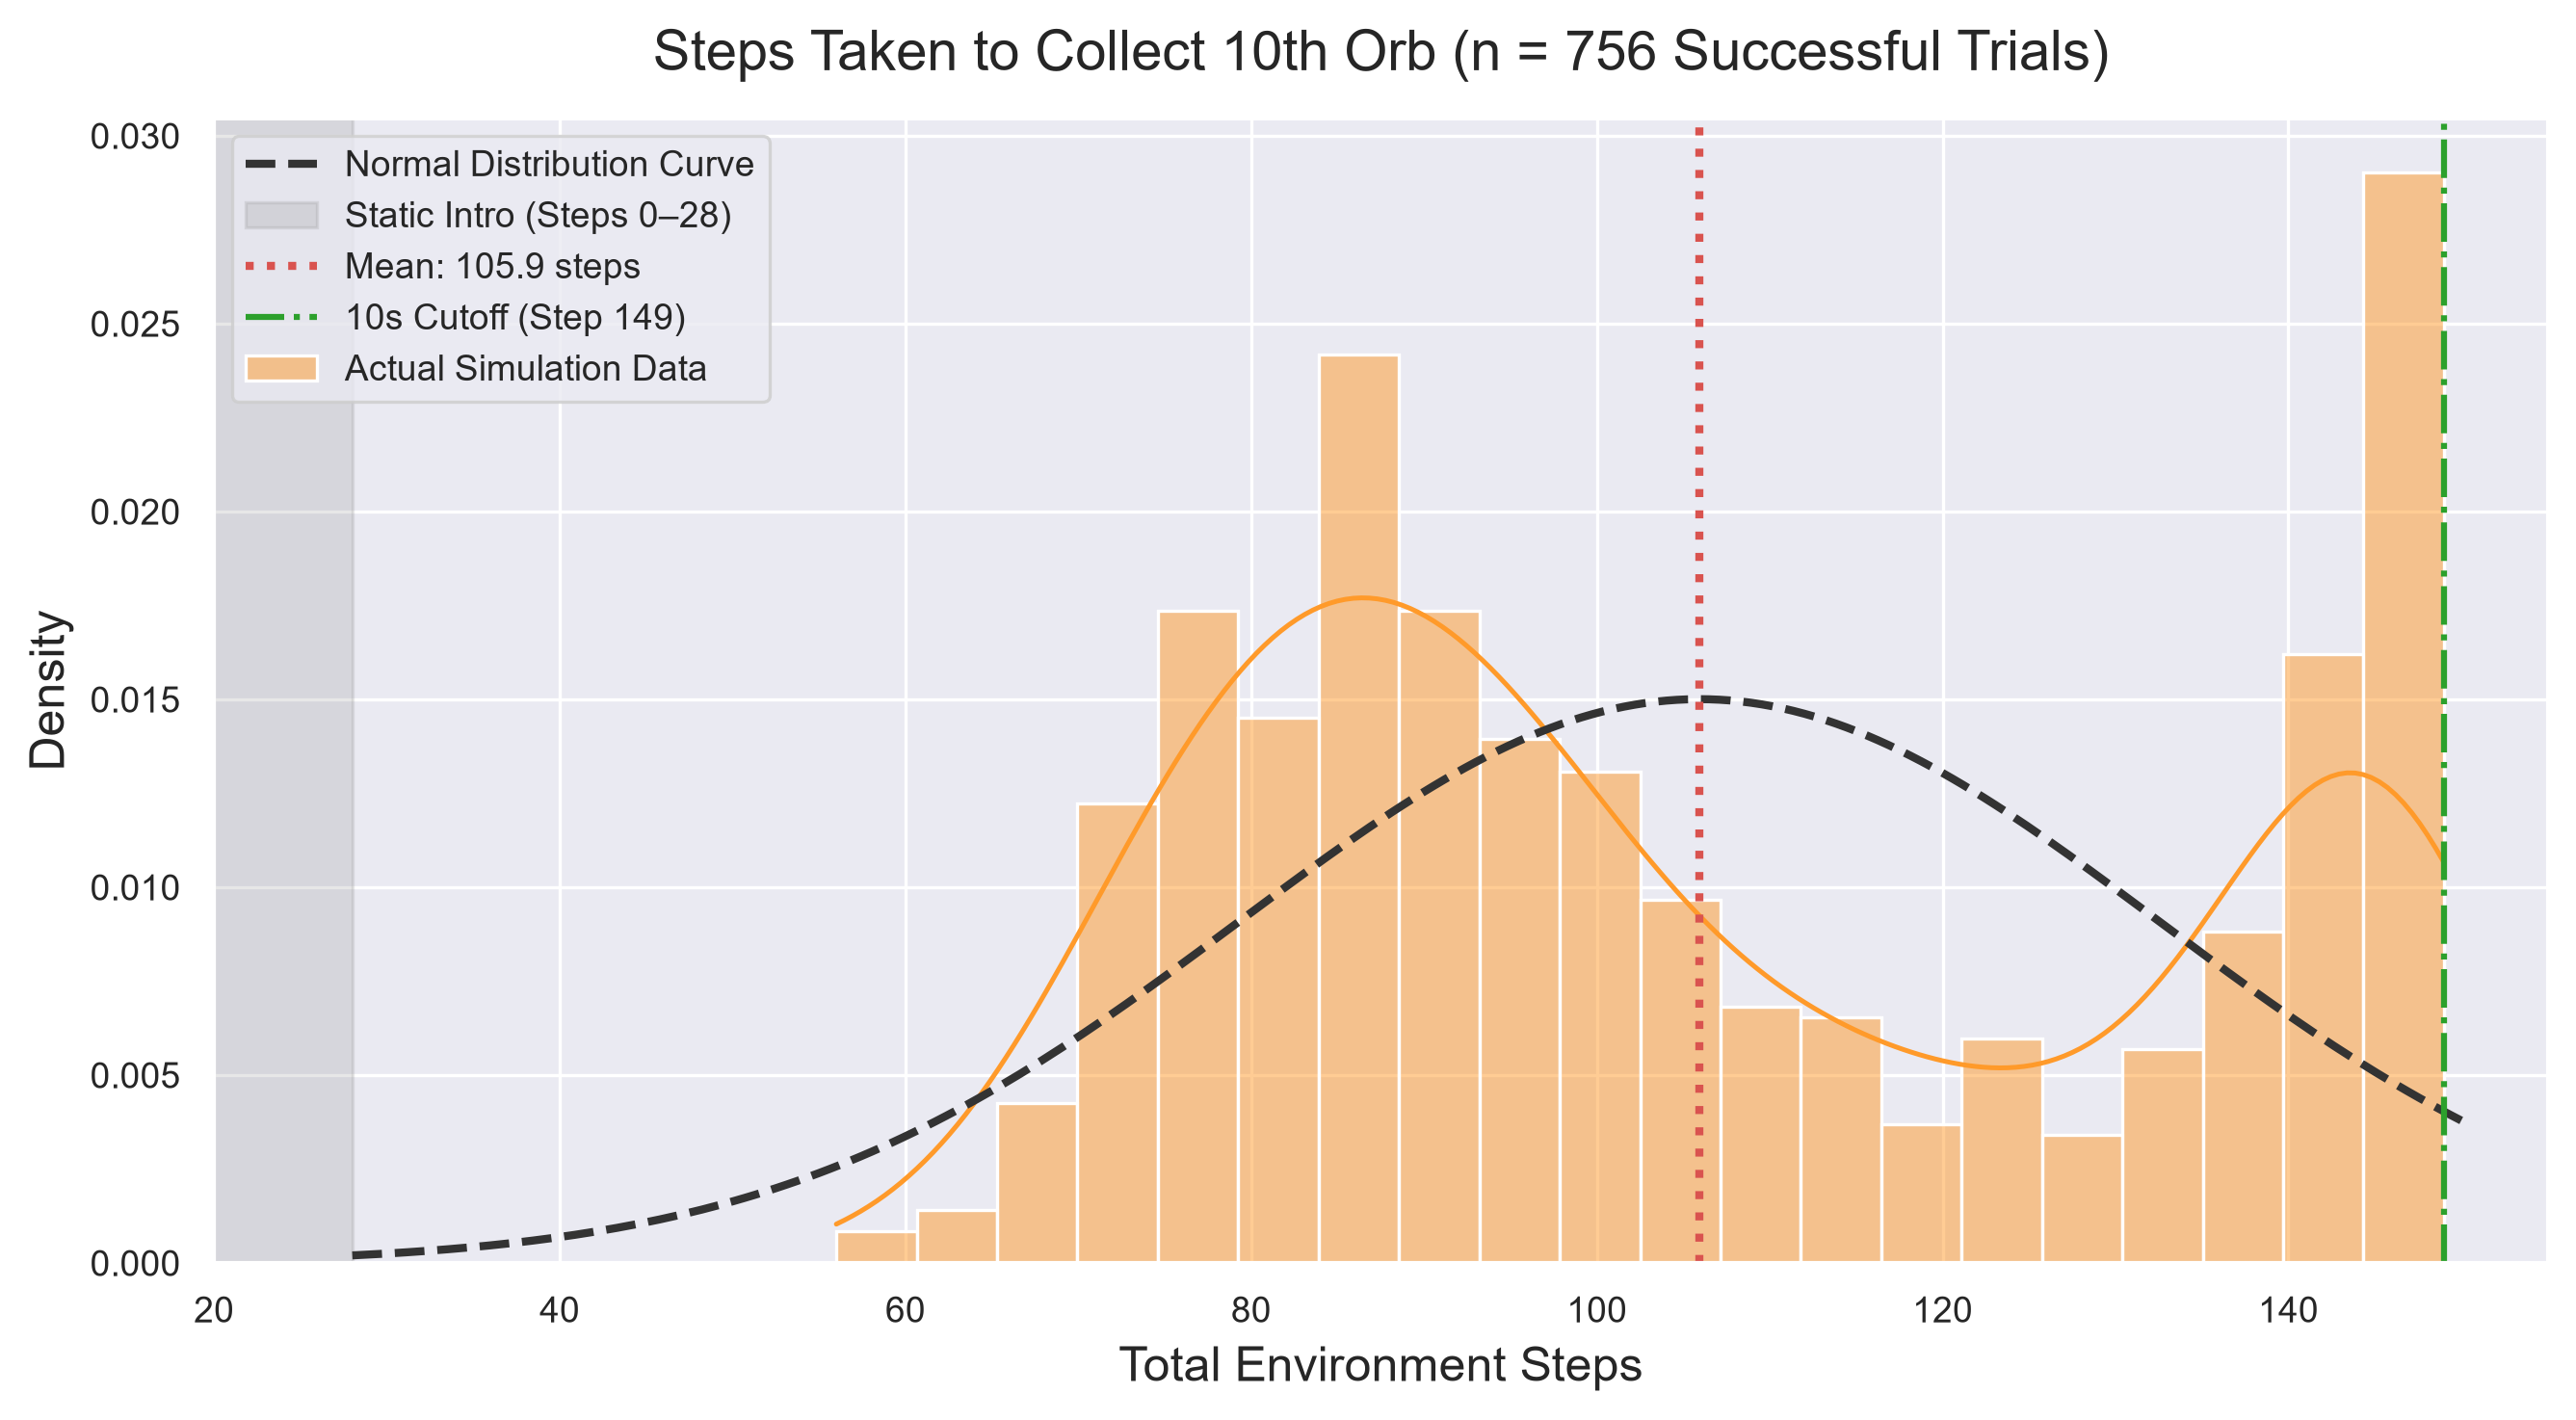 Steps Taken to Collect 10th Orb (n = 756 Successful Trials)
Normal Distribution Curve
Static Intro (Steps 0–28)
Mean: 105.9 steps
10s Cutoff (Step 149)
Actual Simulation Data
Density
0.030
0.025
0.020
0.015
0.010
0.005
0.000
20 40 60 80 100 120 140
Total Environment Steps